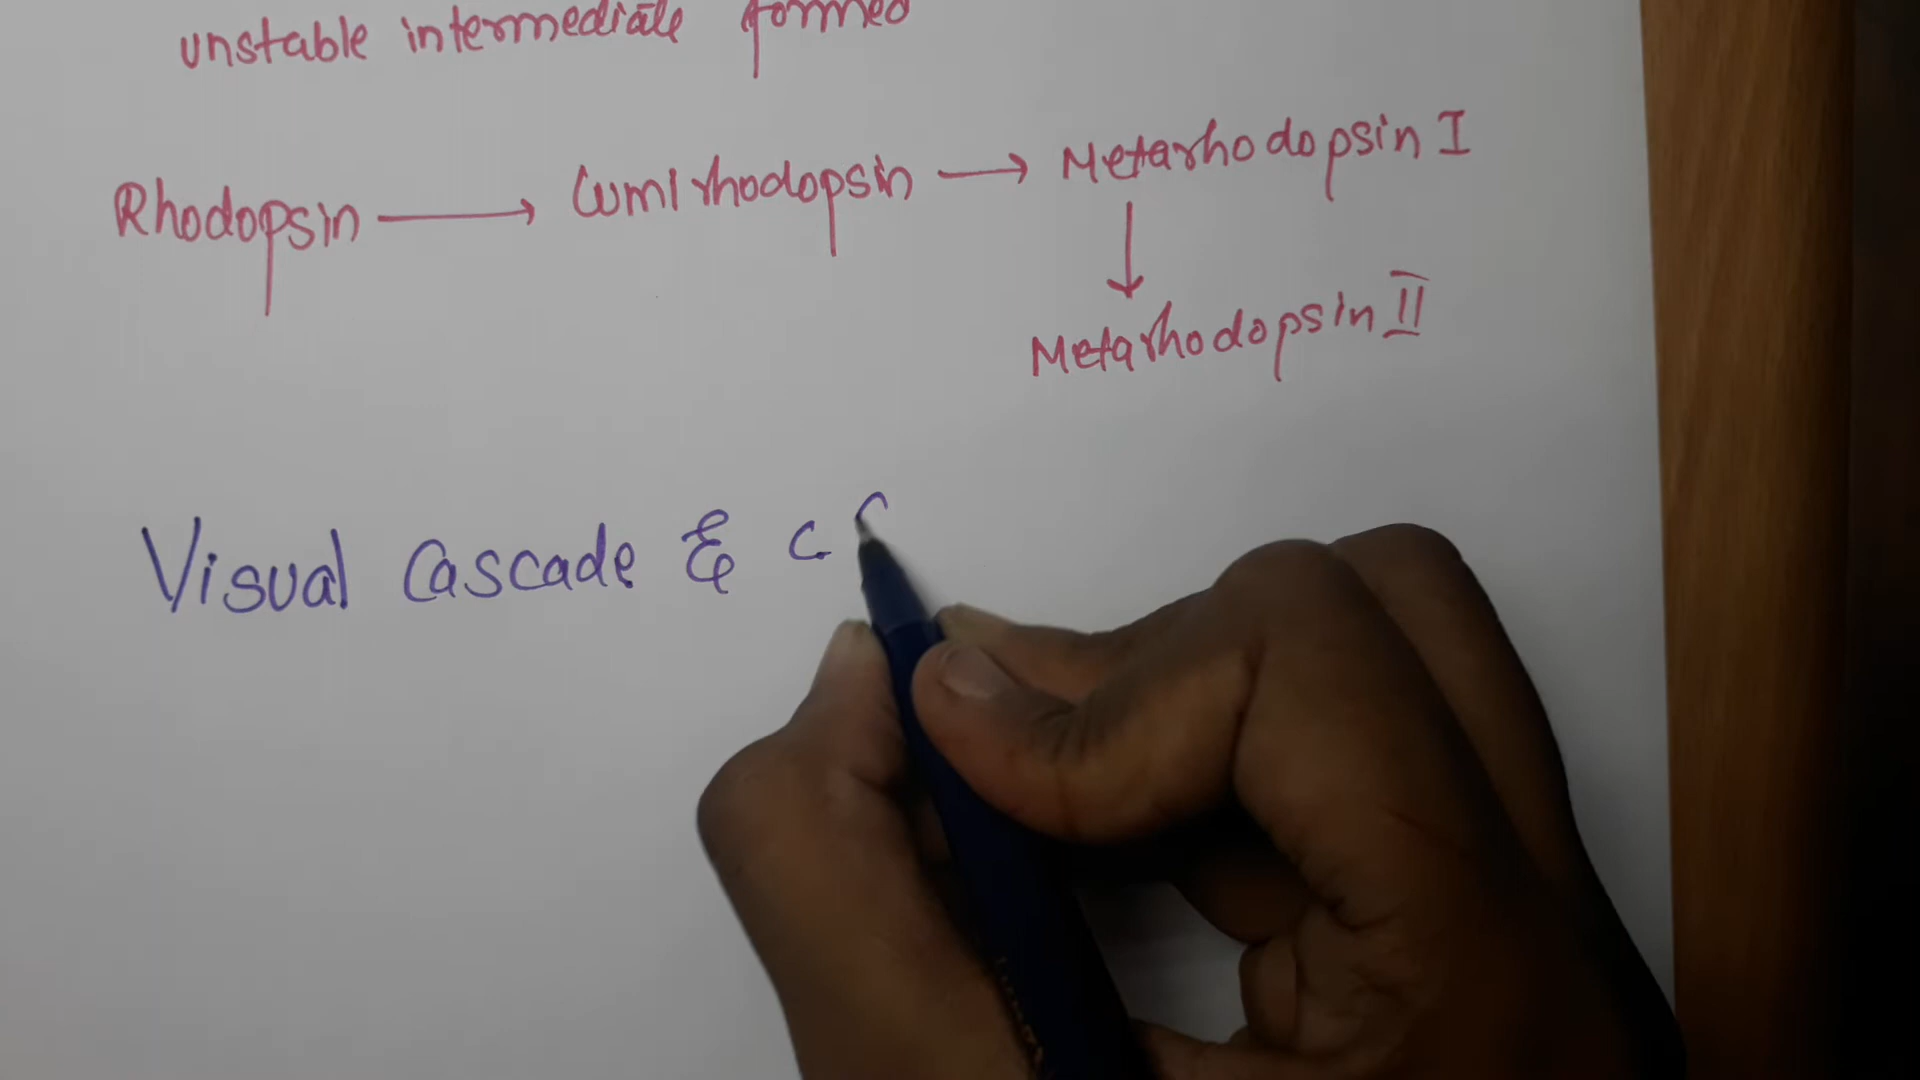 unstable intermediate formed
Rhodopsin → Lumirhodopsin → Metarhodopsin I
↓
Metarhodopsin II
Visual Cascade & c